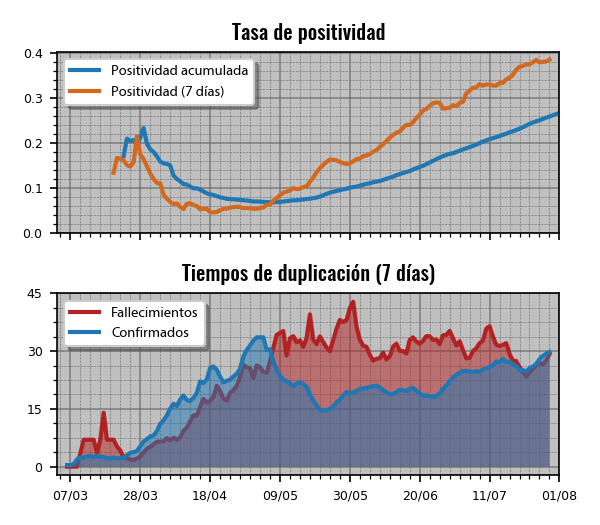 Tasa de positividad
0.4
0.3
0.2
0.1
0.0
Positividad acumulada
Positividad (7 días)
Tiempos de duplicación (7 días)
45
30
15
0
Fallecimientos
Confirmados
07/03 28/03 18/04 09/05 30/05 20/06 11/07 01/08